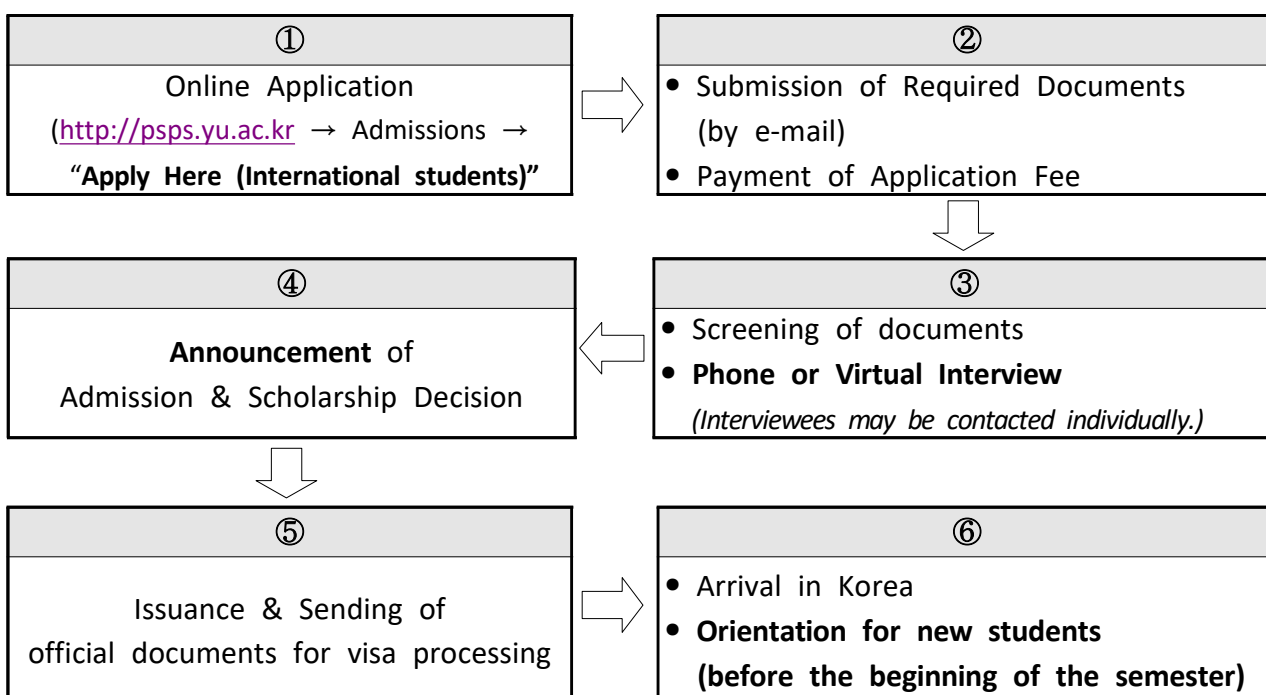 ①
Online Application
(http://psps.yu.ac.kr → Admissions →
“Apply Here (International students)”
②
• Submission of Required Documents
(by e-mail)
• Payment of Application Fee
③
• Screening of documents
• Phone or Virtual Interview
(Interviewees may be contacted individually.)
④
Announcement of
Admission & Scholarship Decision
⑤
Issuance & Sending of
official documents for visa processing
⑥
• Arrival in Korea
• Orientation for new students
(before the beginning of the semester)